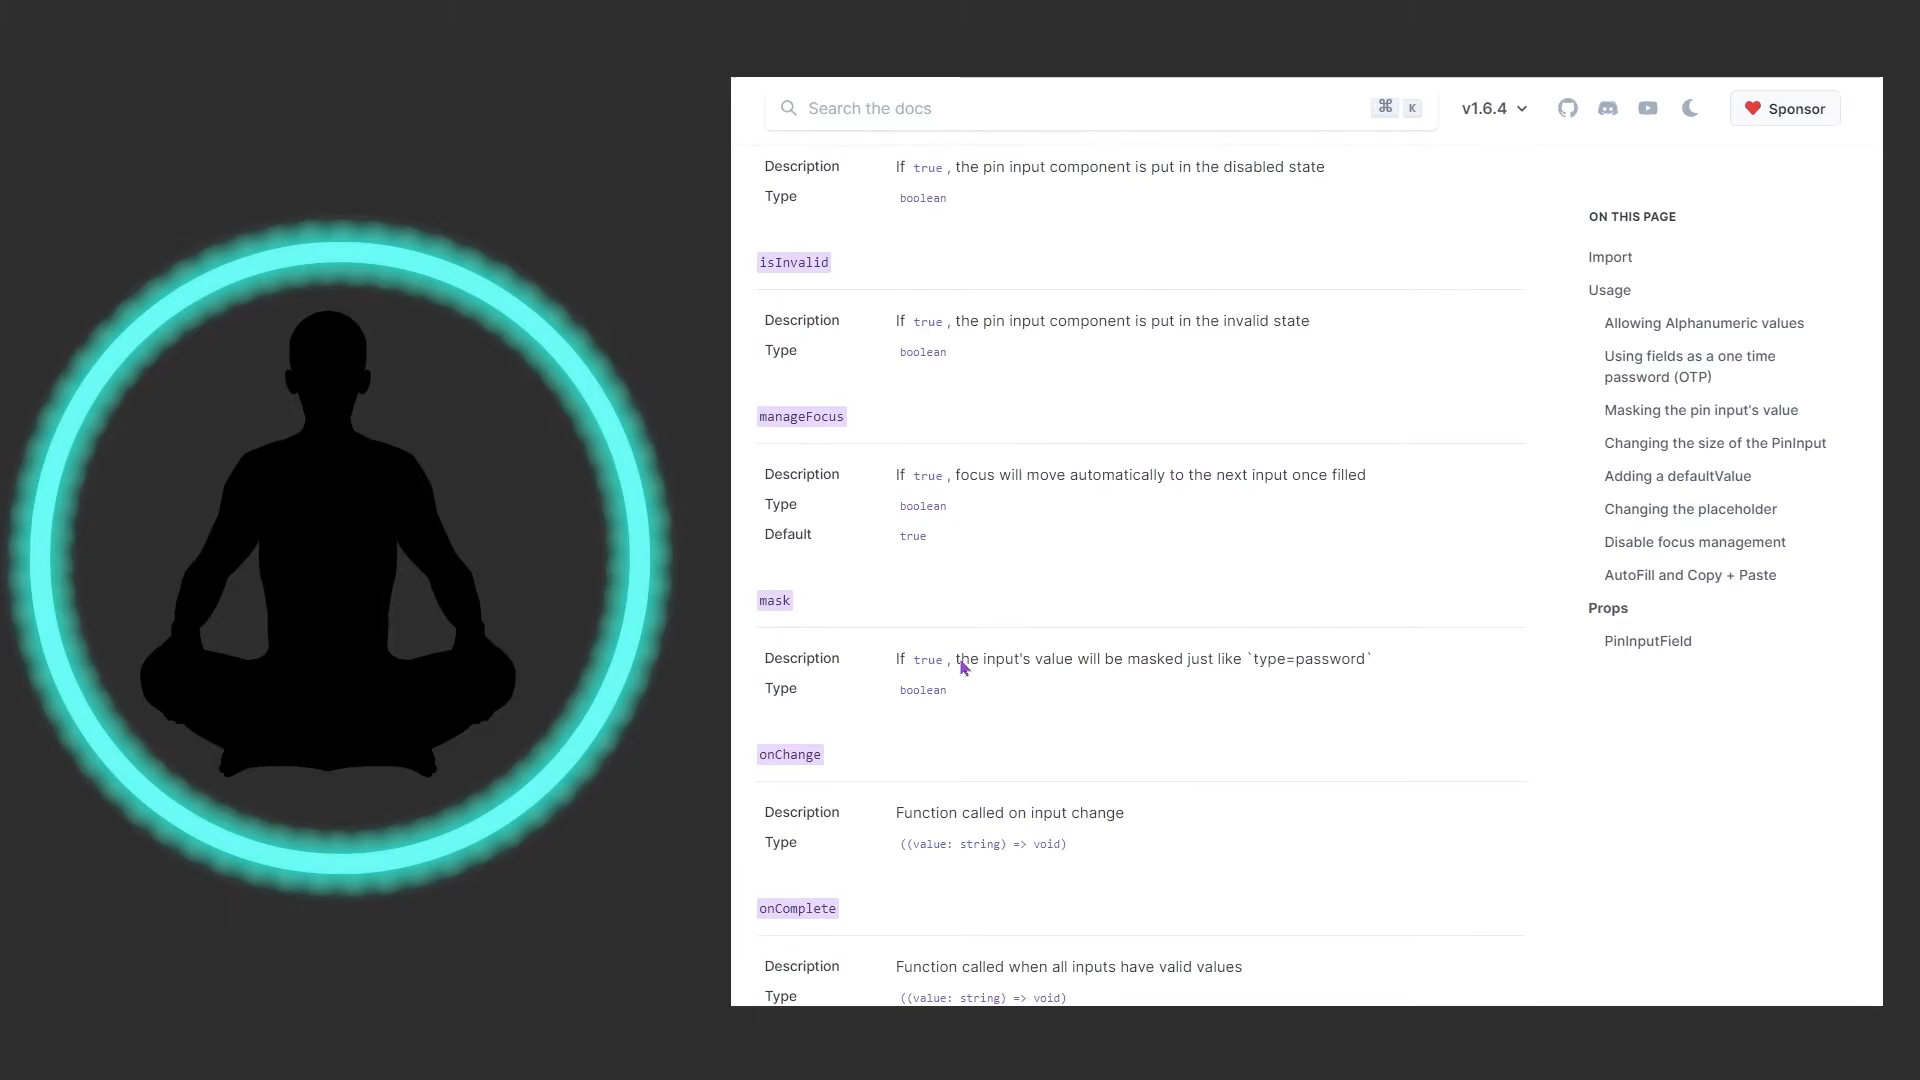 Search the docs ⌘ K v1.6.4 Sponsor
Description If true, the pin input component is put in the disabled state
Type boolean
isInvalid
Description If true, the pin input component is put in the invalid state
Type boolean
manageFocus
Description If true, focus will move automatically to the next input once filled
Type boolean
Default true
mask
Description If true, the input's value will be masked just like `type=password`
Type boolean
onChange
Description Function called on input change
Type ((value: string) => void)
onComplete
Description Function called when all inputs have valid values
Type ((value: string) => void)
ON THIS PAGE
Import
Usage
Allowing Alphanumeric values
Using fields as a one time
password (OTP)
Masking the pin input's value
Changing the size of the PinInput
Adding a defaultValue
Changing the placeholder
Disable focus management
AutoFill and Copy + Paste
Props
PinInputField